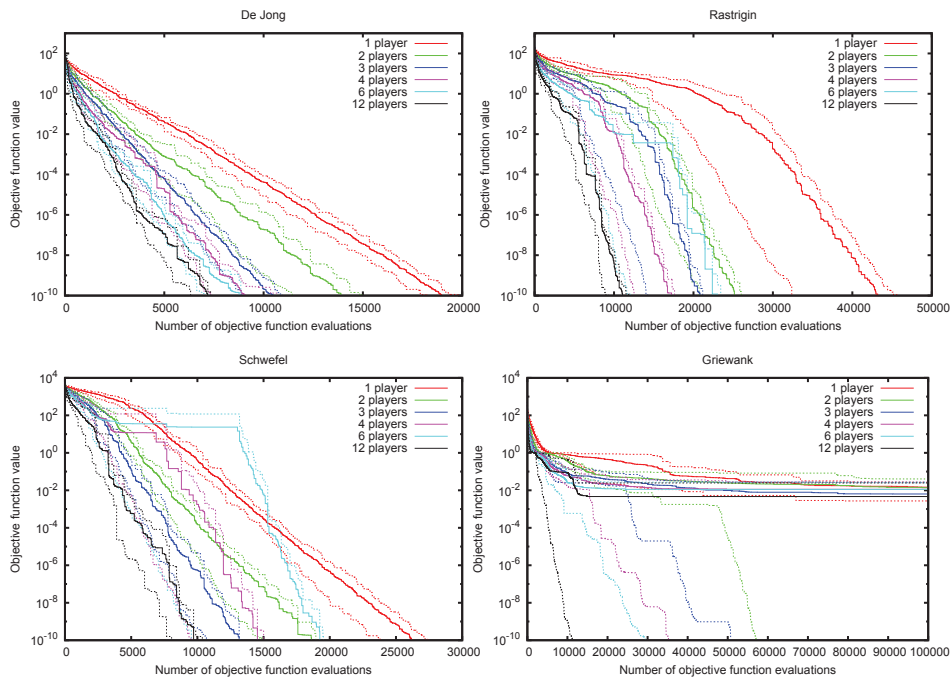 De Jong
Objective function value
10^2
10^0
10^-2
10^-4
10^-6
10^-8
10^-10
1 player
2 players
3 players
4 players
6 players
12 players
0 5000 10000 15000 20000
Number of objective function evaluations
Rastrigin
Objective function value
10^2
10^0
10^-2
10^-4
10^-6
10^-8
10^-10
1 player
2 players
3 players
4 players
6 players
12 players
0 10000 20000 30000 40000 50000
Number of objective function evaluations
Schwefel
Objective function value
10^4
10^2
10^0
10^-2
10^-4
10^-6
10^-8
10^-10
1 player
2 players
3 players
4 players
6 players
12 players
0 5000 10000 15000 20000 25000 30000
Number of objective function evaluations
Griewank
Objective function value
10^4
10^2
10^0
10^-2
10^-4
10^-6
10^-8
10^-10
1 player
2 players
3 players
4 players
6 players
12 players
0 10000 20000 30000 40000 50000 60000 70000 80000 90000 100000
Number of objective function evaluations